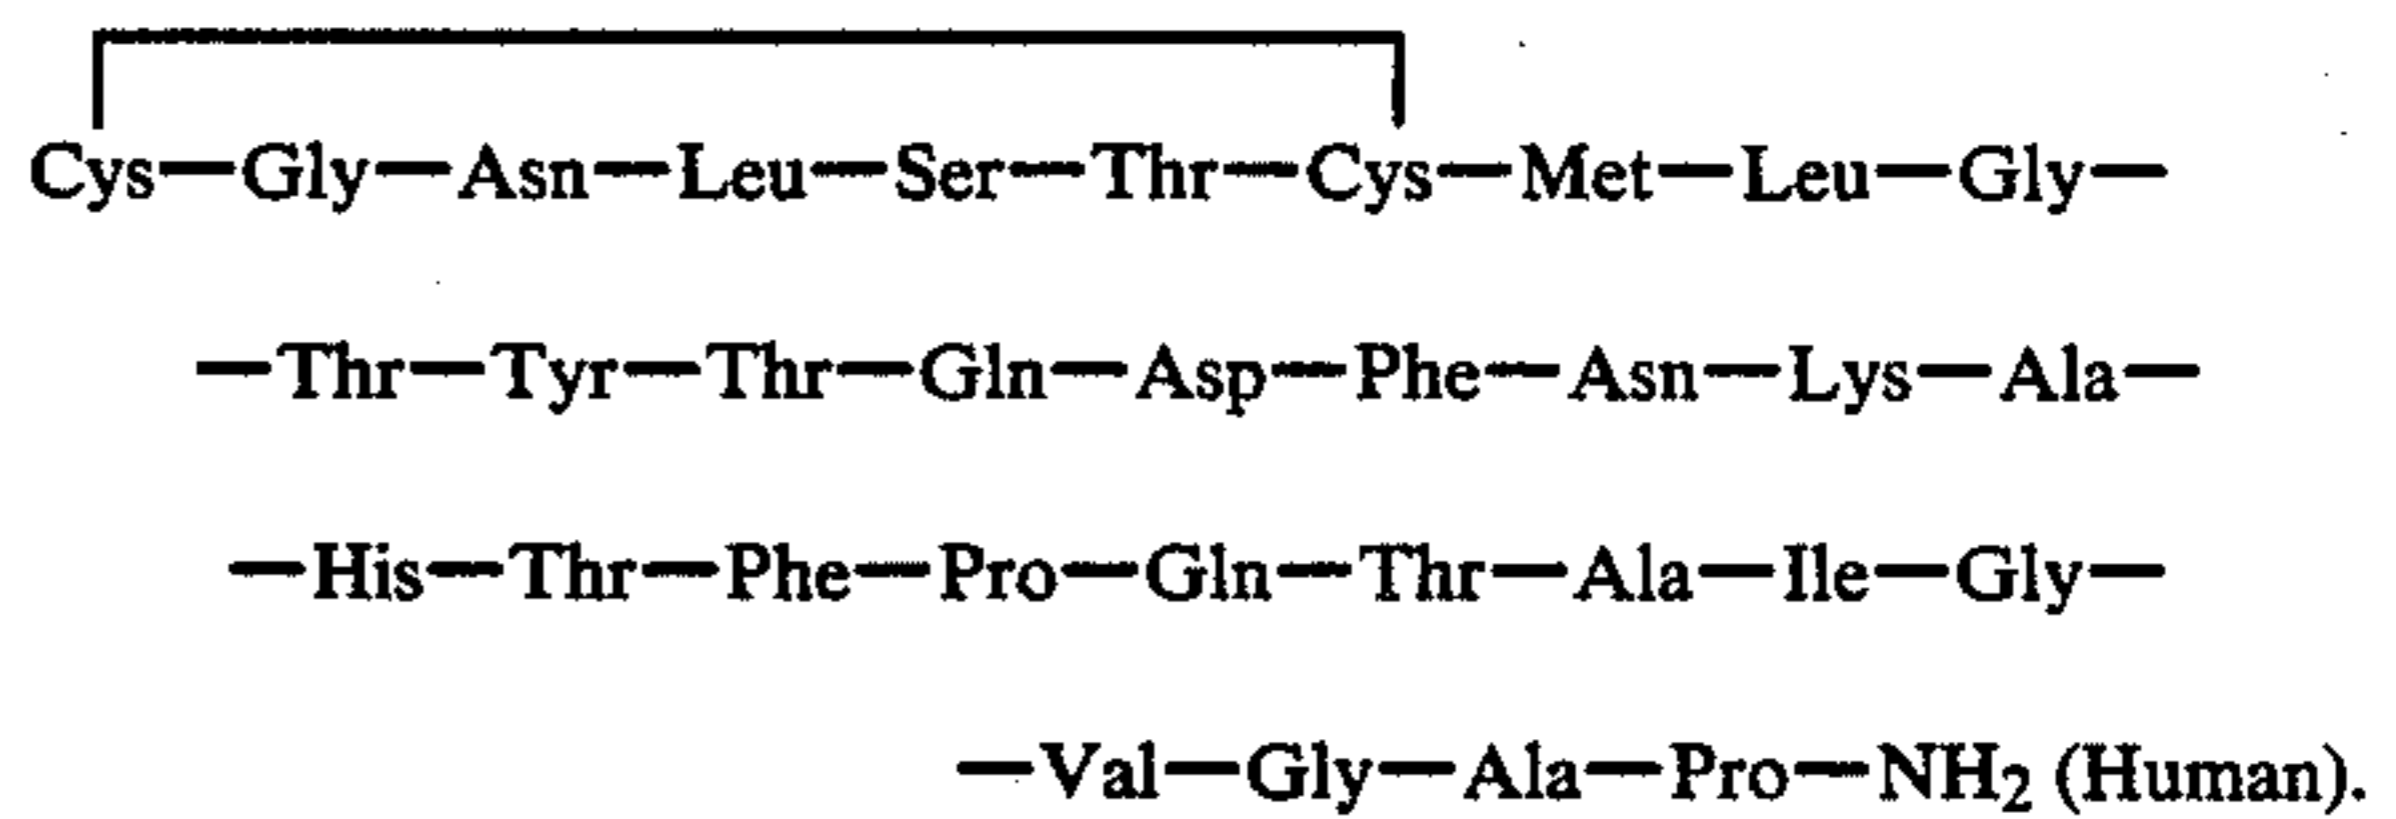 Cys—Gly—Asn—Leu—Ser—Thr—Cys—Met—Leu—Gly—
—Thr—Tyr—Thr—Gln—Asp—Phe—Asn—Lys—Ala—
—His—Thr—Phe—Pro—Gln—Thr—Ala—Ile—Gly—
—Val—Gly—Ala—Pro—NH₂ (Human).